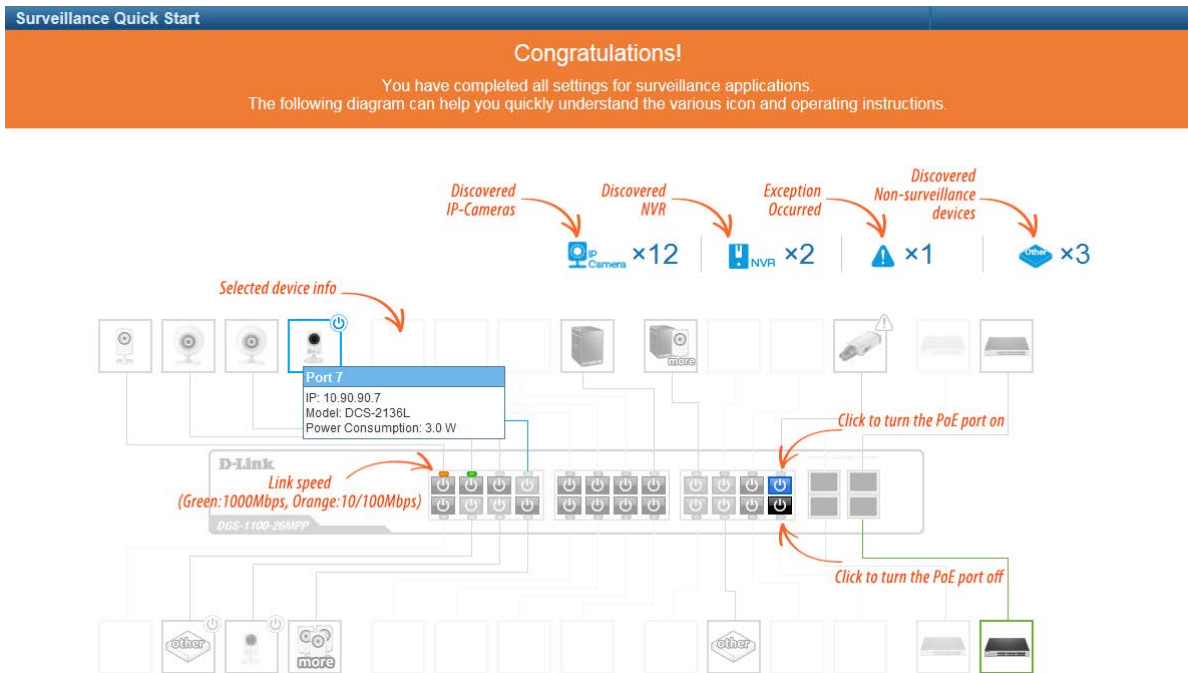 Surveillance Quick Start
Congratulations!
You have completed all settings for surveillance applications.
The following diagram can help you quickly understand the various icon and operating instructions.
Discovered
IP-Cameras
Discovered
NVR
Exception
Occurred
Discovered
Non-surveillance
devices
IP
Camera
×12
NVR
×2
×1
Other
×3
Selected device info
more
Port 7
IP: 10.90.90.7
Model: DCS-2136L
Power Consumption: 3.0 W
Click to turn the PoE port on
D-Link
Link speed
(Green:1000Mbps, Orange:10/100Mbps)
DGS-1100-26MPP
Click to turn the PoE port off
other
more
other